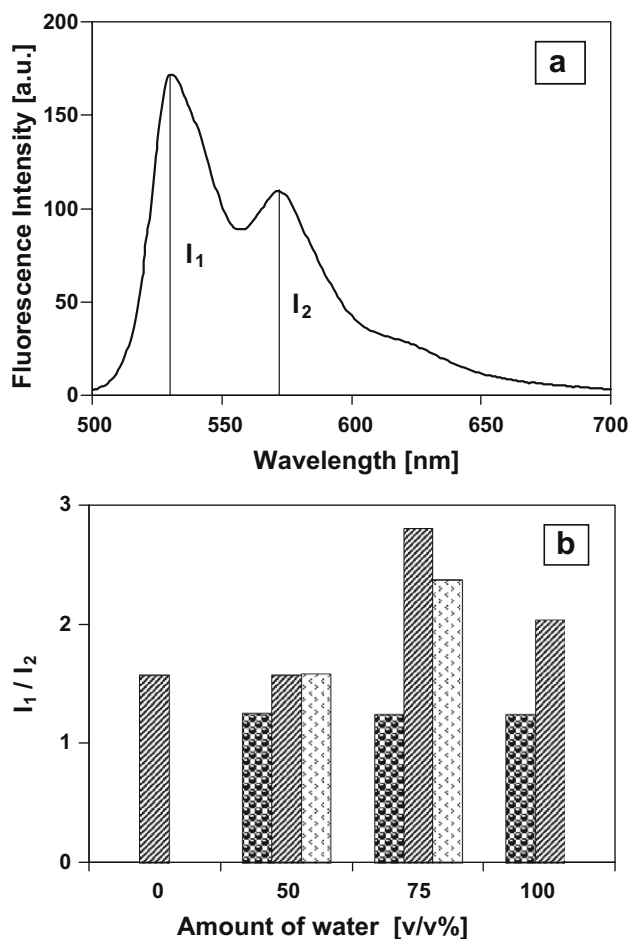 200
150
100
50
0
Fluorescence Intensity [a.u.]
a
I1
I2
500 550 600 650 700
Wavelength [nm]
3
2
1
0
I1 / I2
b
0 50 75 100
Amount of water [v/v%]